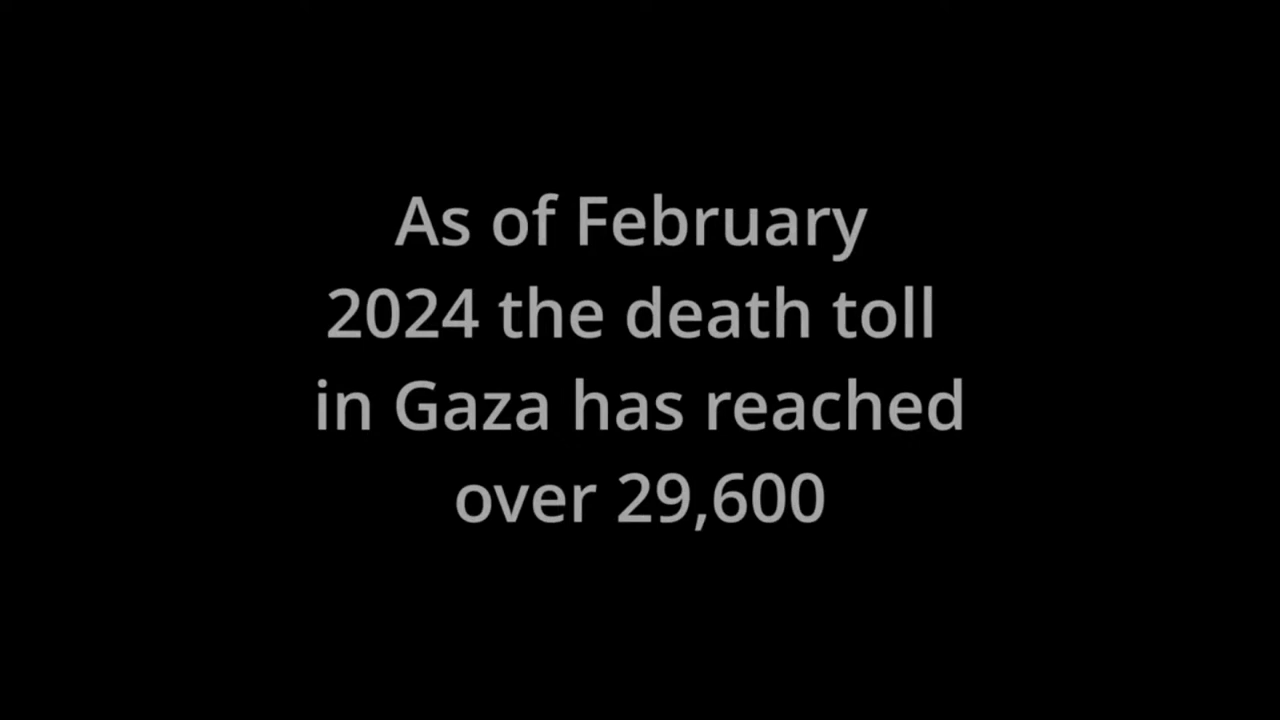 As of February
2024 the death toll
in Gaza has reached
over 29,600